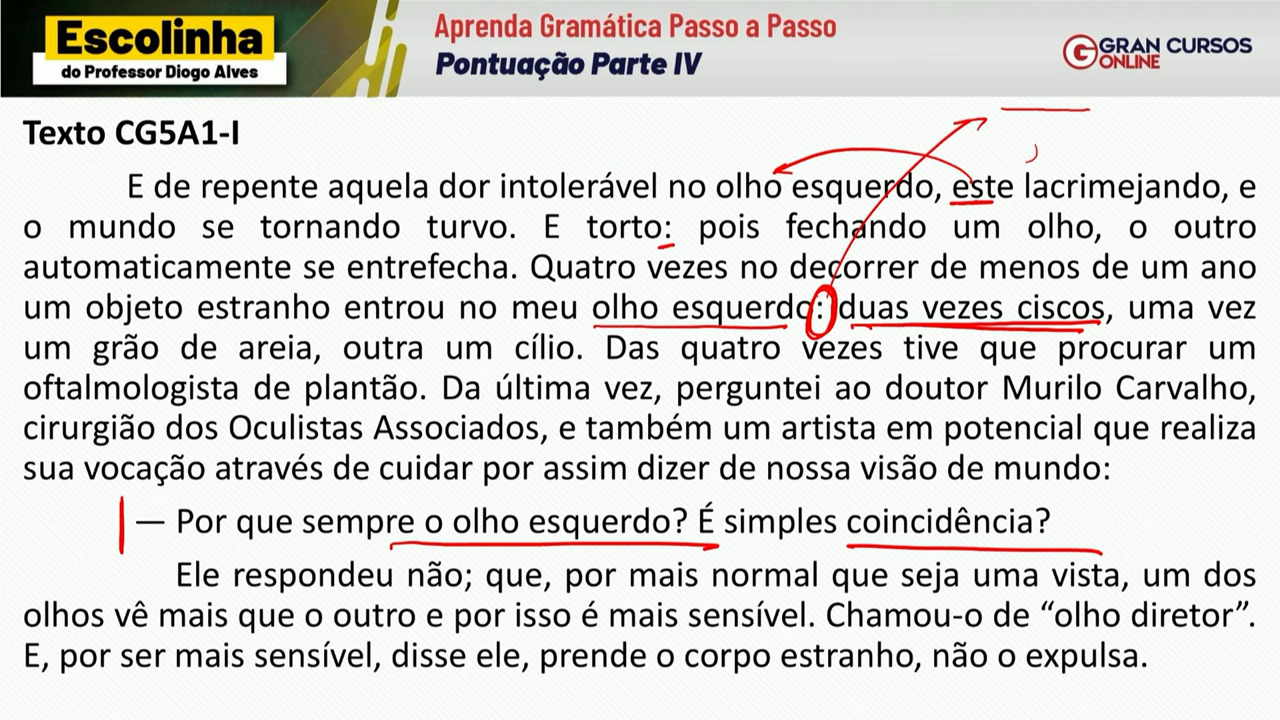 Escolinha
do Professor Diogo Alves
Aprenda Gramática Passo a Passo
Pontuação Parte IV
G GRAN CURSOS
ONLINE
Texto CG5A1-I
E de repente aquela dor intolerável no olho esquerdo, este lacrimejando, e
o mundo se tornando turvo. E torto: pois fechando um olho, o outro
automaticamente se entrefecha. Quatro vezes no decorrer de menos de um ano
um objeto estranho entrou no meu olho esquerdo: duas vezes ciscos, uma vez
um grão de areia, outra um cílio. Das quatro vezes tive que procurar um
oftalmologista de plantão. Da última vez, perguntei ao doutor Murilo Carvalho,
cirurgião dos Oculistas Associados, e também um artista em potencial que realiza
sua vocação através de cuidar por assim dizer de nossa visão de mundo:
— Por que sempre o olho esquerdo? É simples coincidência?
Ele respondeu não; que, por mais normal que seja uma vista, um dos
olhos vê mais que o outro e por isso é mais sensível. Chamou-o de “olho diretor”.
E, por ser mais sensível, disse ele, prende o corpo estranho, não o expulsa.